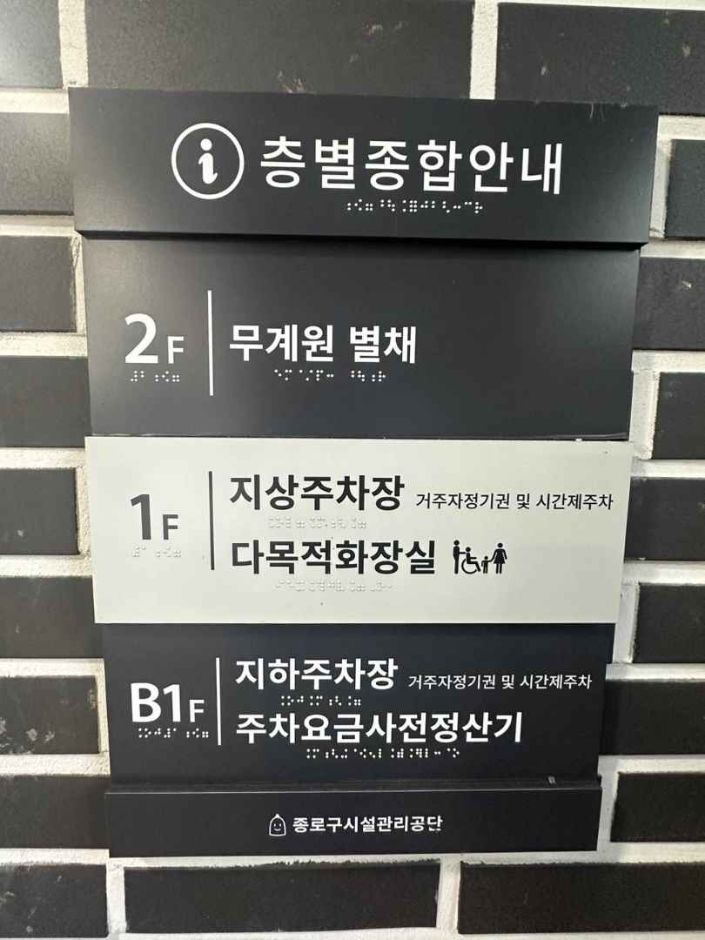 층별종합안내
2F
무계원 별채
1F
지상주차장 거주자정기권 및 시간제주차
다목적화장실
B1F
지하주차장 거주자정기권 및 시간제주차
주차요금사전정산기
종로구시설관리공단